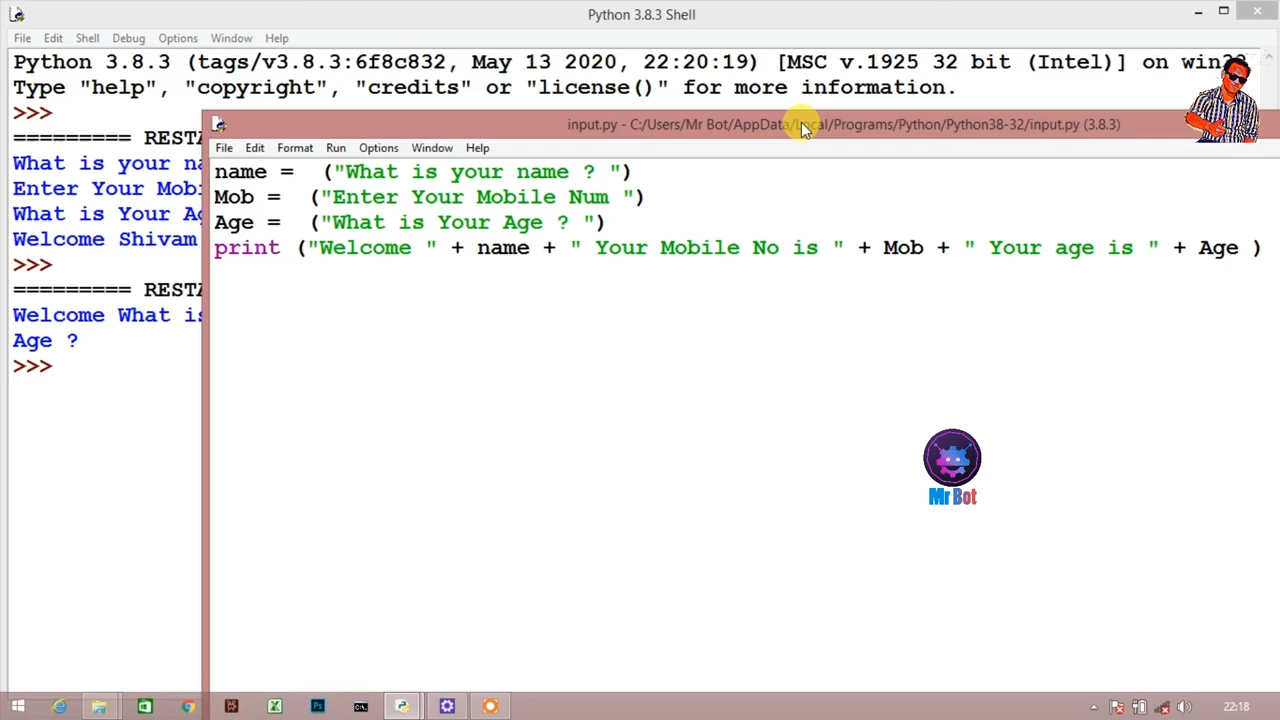 Python 3.8.3 Shell
File Edit Shell Debug Options Window Help
Python 3.8.3 (tags/v3.8.3:6f8c832, May 13 2020, 22:20:19) [MSC v.1925 32 bit (Intel)] on win32
Type "help", "copyright", "credits" or "license()" for more information.
>>>
========= RESTA
What is your na
Enter Your Mobi
What is Your Ag
Welcome Shivam
>>>
========= RESTA
Welcome What is
Age ?
>>>
input.py - C:/Users/Mr Bot/AppData/Local/Programs/Python/Python38-32/input.py (3.8.3)
File Edit Format Run Options Window Help
name =  ("What is your name ? ")
Mob =  ("Enter Your Mobile Num ")
Age =  ("What is Your Age ? ")
print ("Welcome " + name + " Your Mobile No is " + Mob + " Your age is " + Age )
Mr Bot
22:18